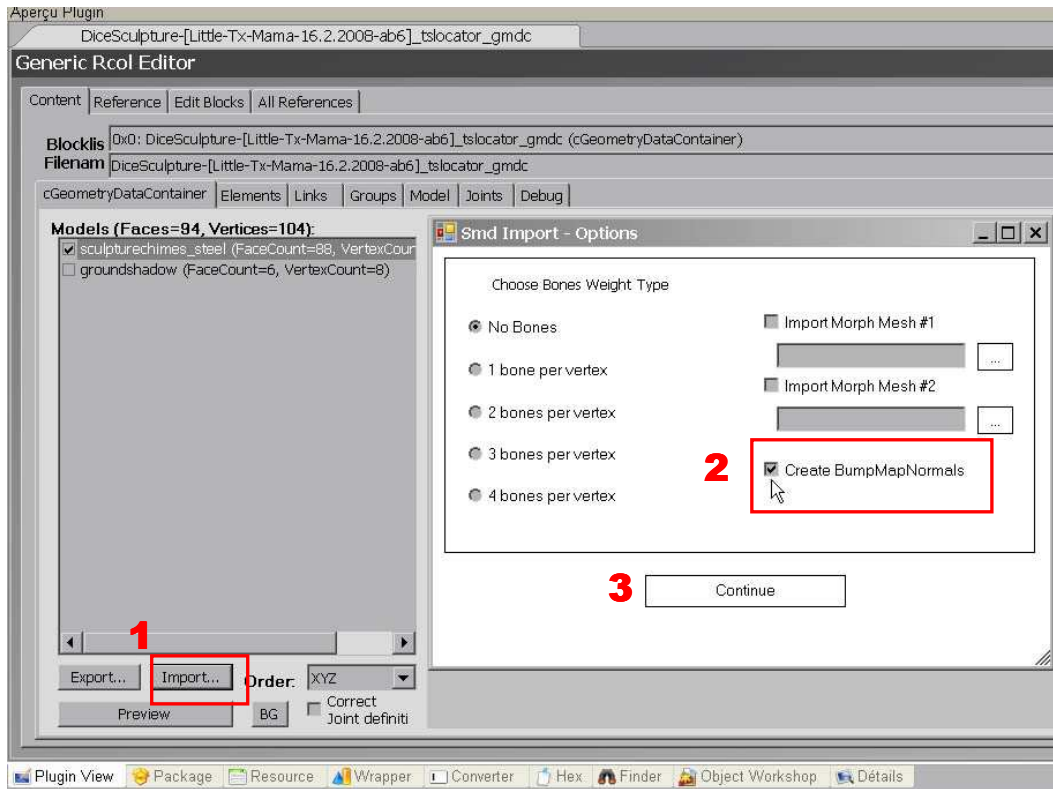 Aperçu Plugin
DiceSculpture-[Little-Tx-Mama-16.2.2008-ab6]_tslocator_gmdc
Generic Rcol Editor
Content Reference Edit Blocks All References
Blocklis 0x0: DiceSculpture-[Little-Tx-Mama-16.2.2008-ab6]_tslocator_gmdc (cGeometryDataContainer)
Filenam DiceSculpture-[Little-Tx-Mama-16.2.2008-ab6]_tslocator_gmdc
cGeometryDataContainer Elements Links Groups Model Joints Debug
Models (Faces=94, Vertices=104):
sculpturechimes_steel (FaceCount=88, VertexCour
groundshadow (FaceCount=6, VertexCount=8)
Smd Import - Options
Choose Bones Weight Type
No Bones
1 bone per vertex
2 bones per vertex
3 bones per vertex
4 bones per vertex
Import Morph Mesh #1
...
Import Morph Mesh #2
...
2
Create BumpMapNormals
3
Continue
1
Export... Import... Order: XYZ
Preview BG Correct
Joint definiti
Plugin View Package Resource Wrapper Converter Hex Finder Object Workshop Détails